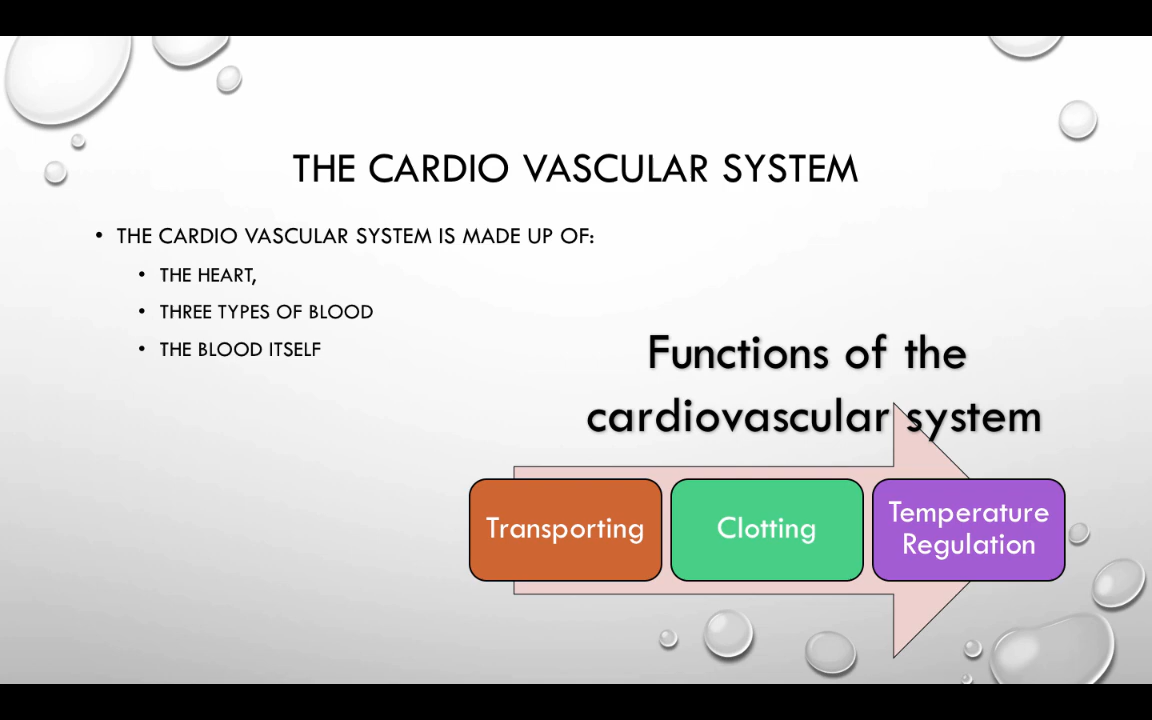 THE CARDIO VASCULAR SYSTEM
• THE CARDIO VASCULAR SYSTEM IS MADE UP OF:
• THE HEART,
• THREE TYPES OF BLOOD
• THE BLOOD ITSELF
Functions of the
cardiovascular system
Transporting
Clotting
Temperature
Regulation